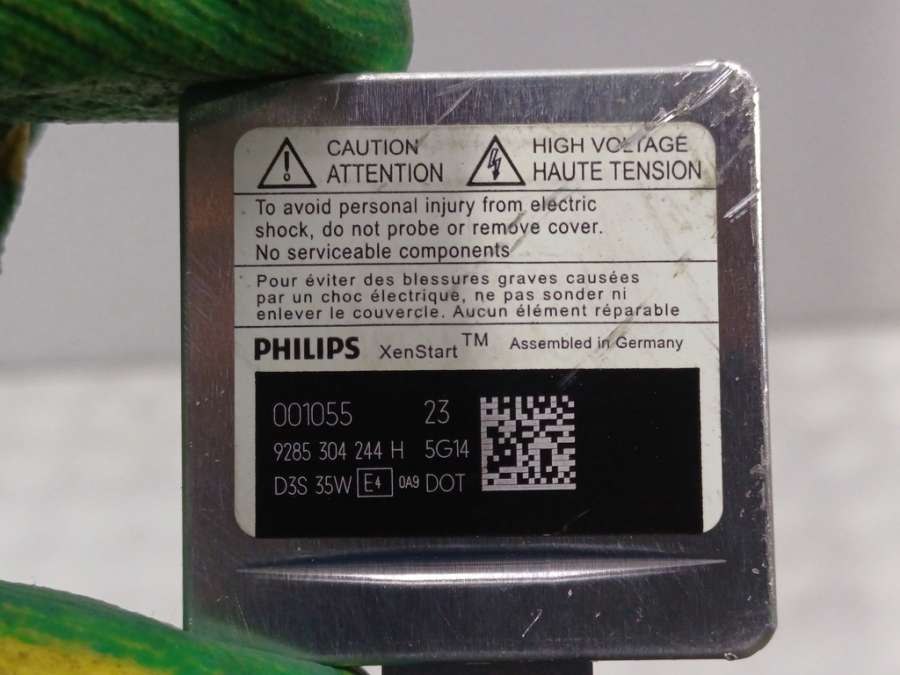 CAUTION
ATTENTION
HIGH VOLTAGE
HAUTE TENSION
To avoid personal injury from electric
shock, do not probe or remove cover.
No serviceable components
Pour éviter des blessures graves causées
par un choc électrique, ne pas sonder ni
enlever le couvercle. Aucun élément réparable
PHILIPS XenStart™ Assembled in Germany
001055 23
9285 304 244 H 5G14
D3S 35W E4 0A9 DOT